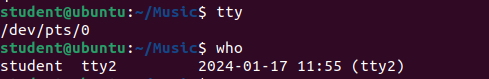 student@ubuntu:~/Music$ tty
/dev/pts/0
student@ubuntu:~/Music$ who
student  tty2         2024-01-17 11:55 (tty2)